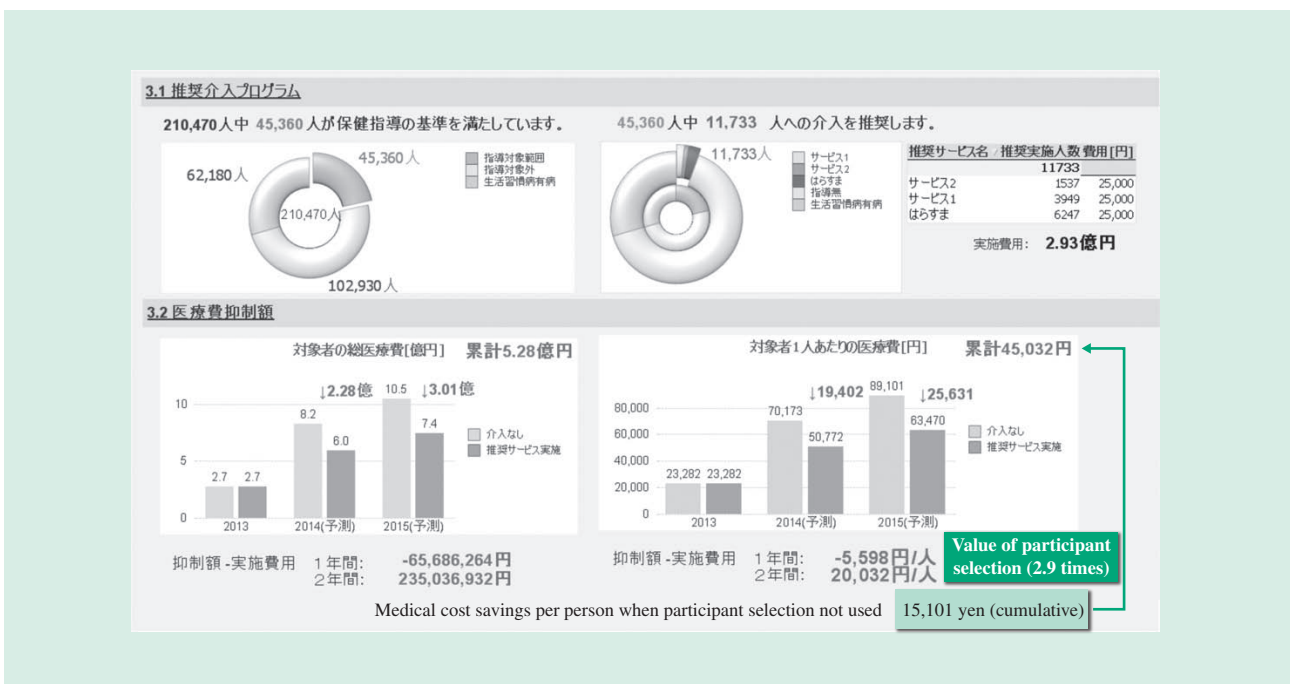 3.1 推奨介入プログラム
210,470人中 45,360 人が保健指導の基準を満たしています。
45,360 人中 11,733 人への介入を推奨します。
45,360 人
62,180 人
210,470人
102,930 人
指導対象範囲
指導対象外
生活習慣病有病
11,733人
サービス1
サービス2
はらすま
指導無
生活習慣病有病
推奨サービス名 / 推奨実施人数 費用[円]
11733
サービス2 1537 25,000
サービス1 3949 25,000
はらすま 6247 25,000
実施費用: 2.93億円
3.2 医療費抑制額
対象者の総医療費[億円] 累計5.28億円
↓2.28億 10.5 ↓3.01億
10
8.2
7.4
6.0
5
2.7 2.7
0
2013 2014(予測) 2015(予測)
介入なし
推奨サービス実施
対象者1人あたりの医療費[円] 累計45,032円
↓19,402 89,101 ↓25,631
80,000
70,173
63,470
60,000
50,772
40,000
23,282 23,282
20,000
0
2013 2014(予測) 2015(予測)
介入なし
推奨サービス実施
抑制額-実施費用 1年間: -65,686,264円
2年間: 235,036,932円
抑制額-実施費用 1年間: -5,598円/人
2年間: 20,032円/人
Value of participant
selection (2.9 times)
Medical cost savings per person when participant selection not used 15,101 yen (cumulative)